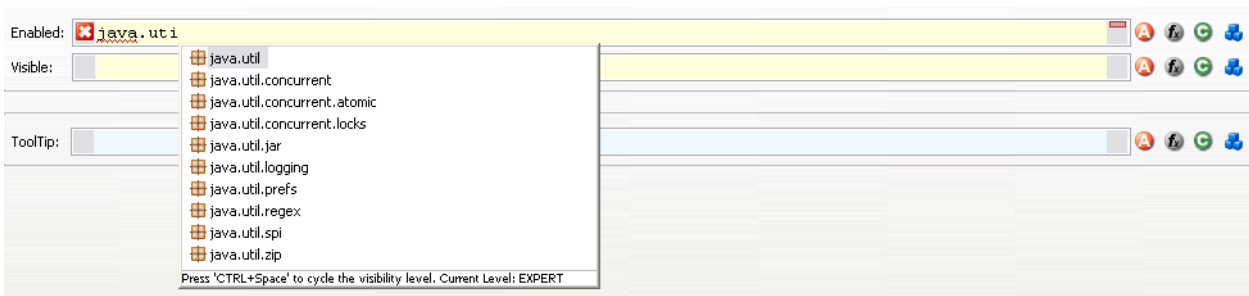 Enabled: java.uti
java.util
Visible:
java.util.concurrent
java.util.concurrent.atomic
java.util.concurrent.locks
ToolTip:
java.util.jar
java.util.logging
java.util.prefs
java.util.regex
java.util.spi
java.util.zip
Press 'CTRL+Space' to cycle the visibility level. Current Level: EXPERT